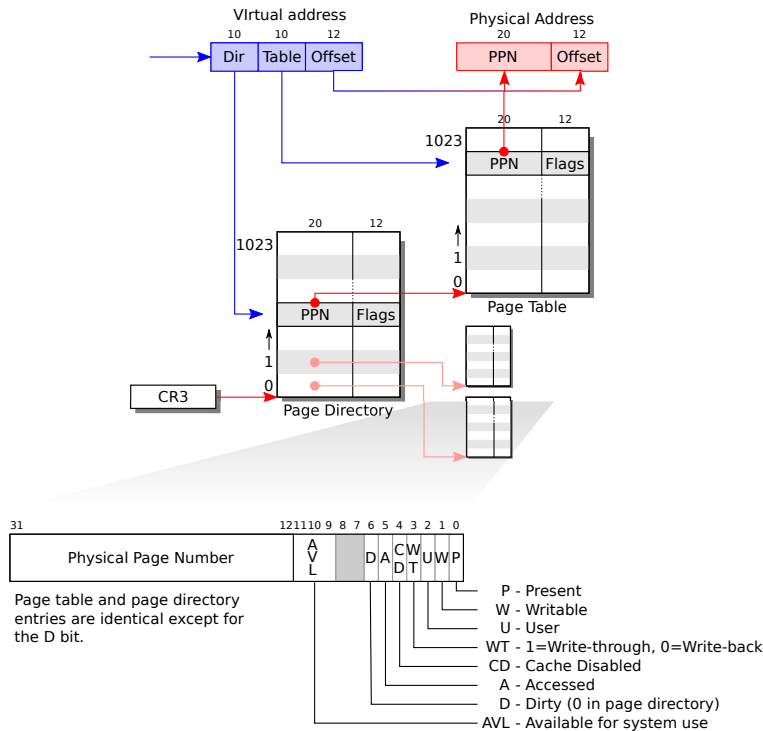 VIrtual address
Physical Address
10 10 12
20 12
Dir Table Offset
PPN Offset
20 12
1023
PPN Flags
1
0
Page Table
20 12
1023
PPN Flags
1
0
CR3
Page Directory
31 12 11 10 9 8 7 6 5 4 3 2 1 0
Physical Page Number AVL D A CD WT U W P
Page table and page directory
entries are identical except for
the D bit.
P - Present
W - Writable
U - User
WT - 1=Write-through, 0=Write-back
CD - Cache Disabled
A - Accessed
D - Dirty (0 in page directory)
AVL - Available for system use